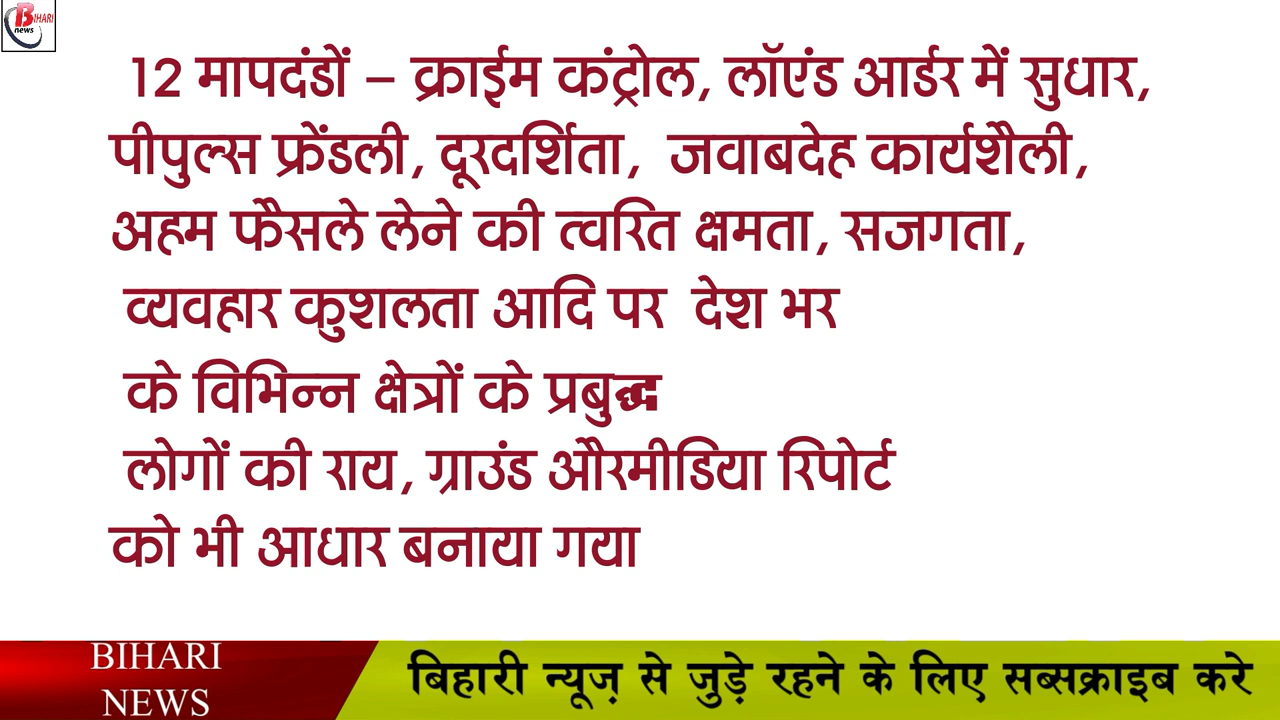 BIHARI
news
12 मापदंडों – क्राईम कंट्रोल, लॉएंड आर्डर में सुधार,
पीपुल्स फ्रेंडली, दूरदर्शिता, जवाबदेह कार्यशैली,
अहम फैसले लेने की त्वरित क्षमता, सजगता,
व्यवहार कुशलता आदि पर देश भर
के विभिन्न क्षेत्रों के प्रबुद्ध
लोगों की राय, ग्राउंड औरमीडिया रिपोर्ट
को भी आधार बनाया गया
BIHARI
NEWS
बिहारी न्यूज़ से जुड़े रहने के लिए सब्सक्राइब करे